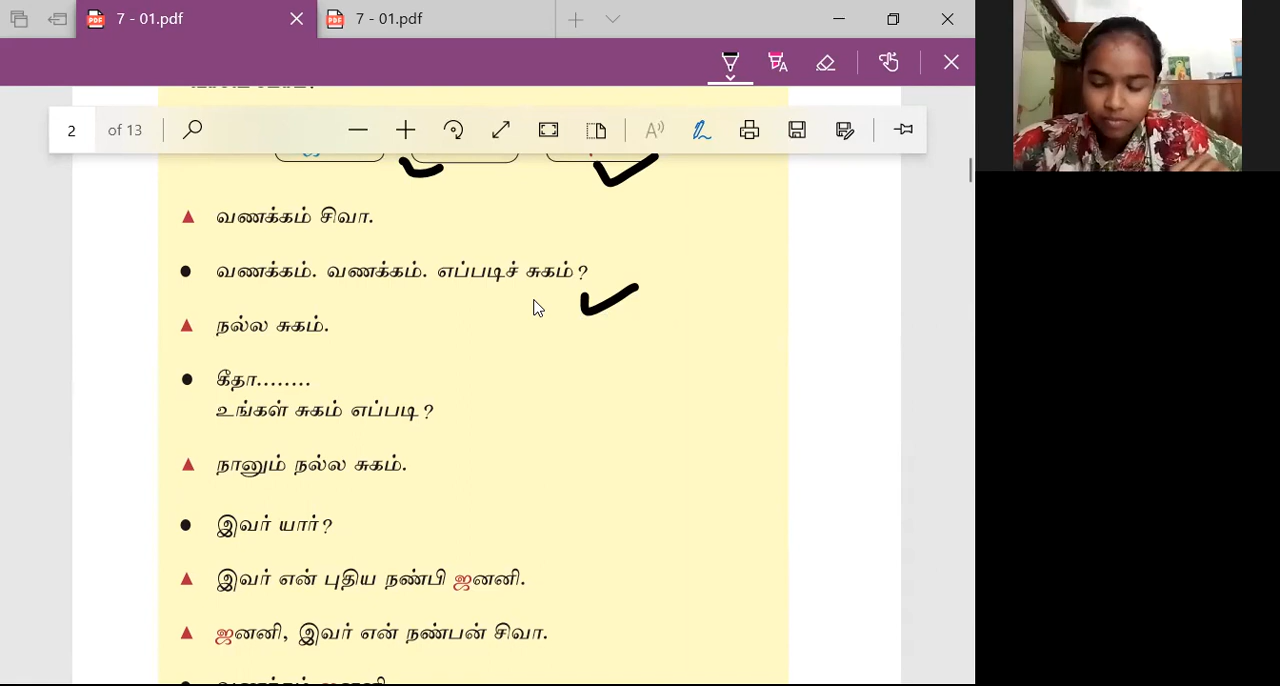 7 - 01.pdf
7 - 01.pdf
2 of 13
வணக்கம் சிவா.
வணக்கம். வணக்கம். எப்படிச் சுகம்?
நல்ல சுகம்.
கீதா........
உங்கள் சுகம் எப்படி?
நானும் நல்ல சுகம்.
இவர் யார்?
இவர் என் புதிய நண்பி ஜனனி.
ஜனனி, இவர் என் நண்பன் சிவா.